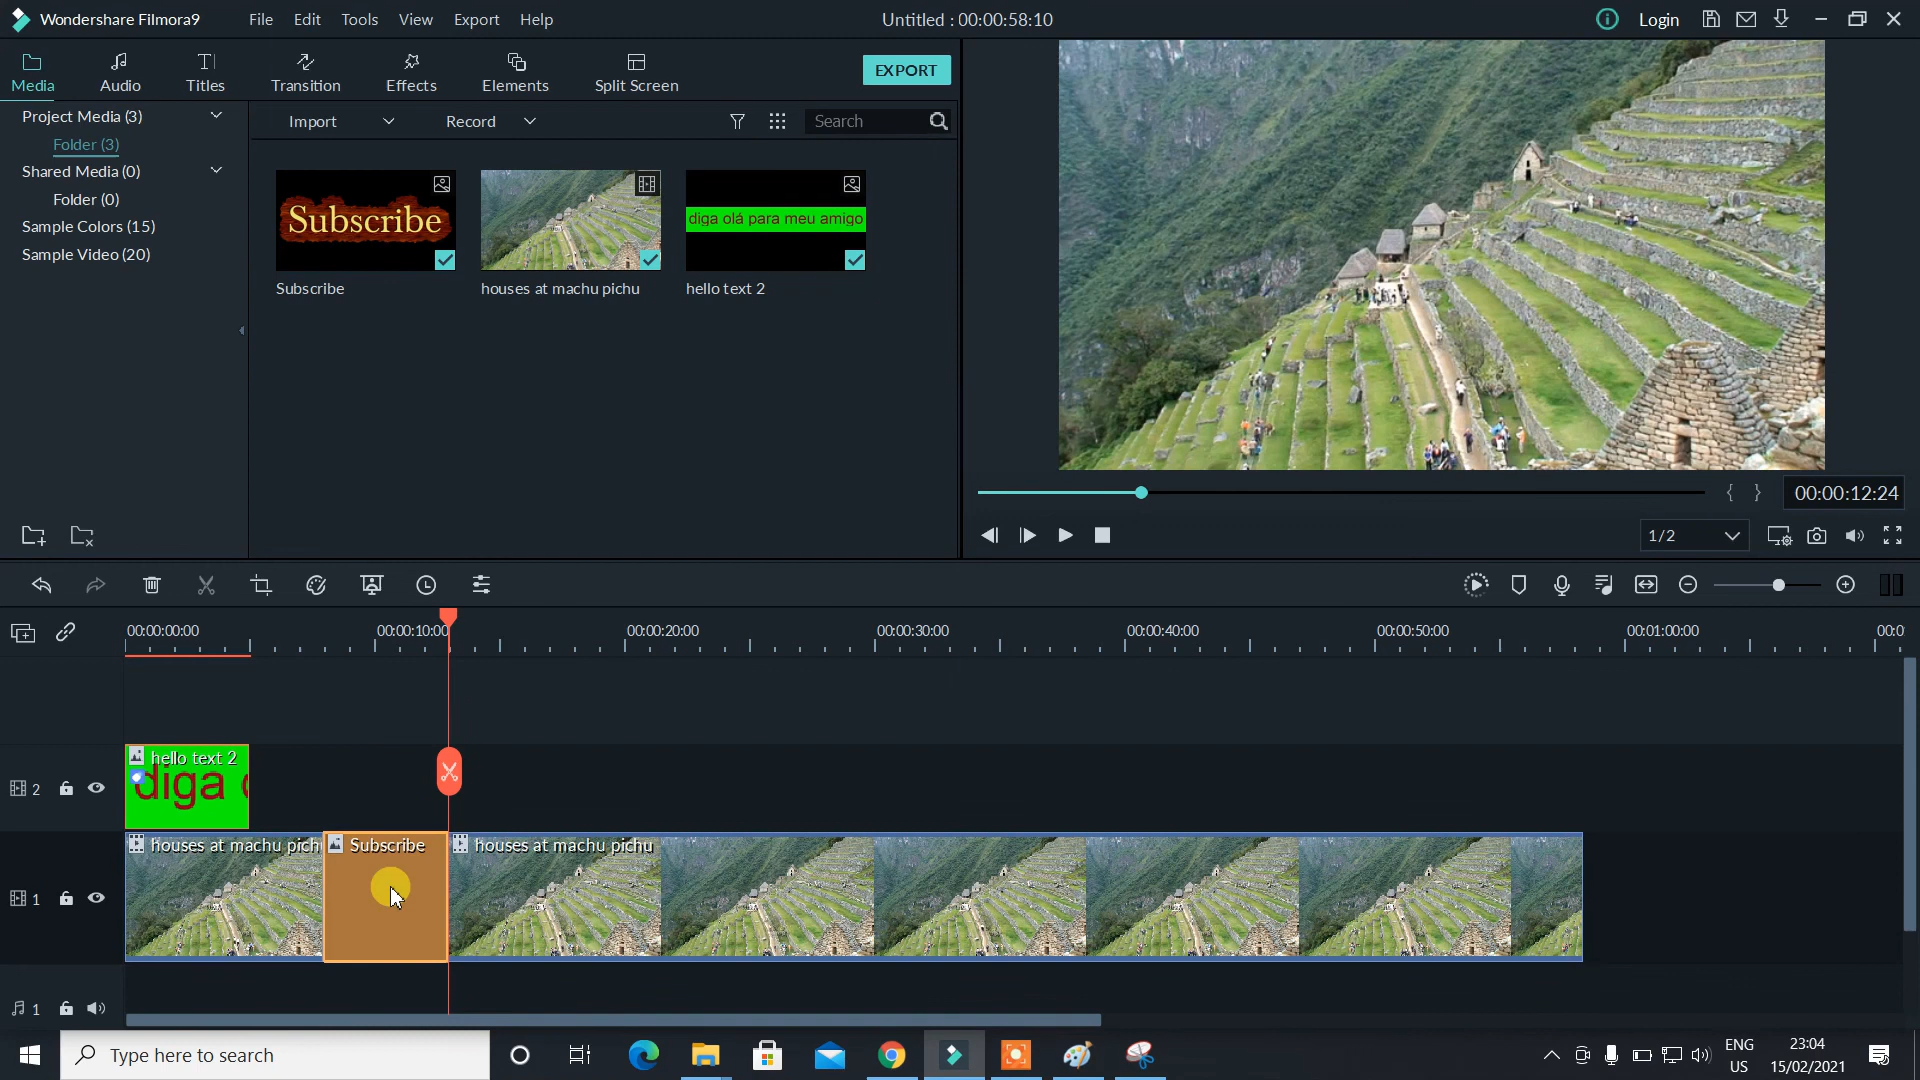 Wondershare Filmora9 File Edit Tools View Export Help Untitled : 00:00:58:10 Login
Media Audio Titles Transition Effects Elements Split Screen EXPORT
Project Media (3) Import Record Search
Folder (3)
Shared Media (0)
Folder (0)
Sample Colors (15)
Sample Video (20)
Subscribe
diga olá para meu amigo
Subscribe houses at machu pichu hello text 2
{ } 00:00:12:24
1/2
00:00:00:00 00:00:10:00 00:00:20:00 00:00:30:00 00:00:40:00 00:00:50:00 00:01:00:00 00:0
2 hello text 2
diga
1 houses at machu pich Subscribe houses at machu pichu
1
Type here to search ENG 23:04
US 15/02/2021